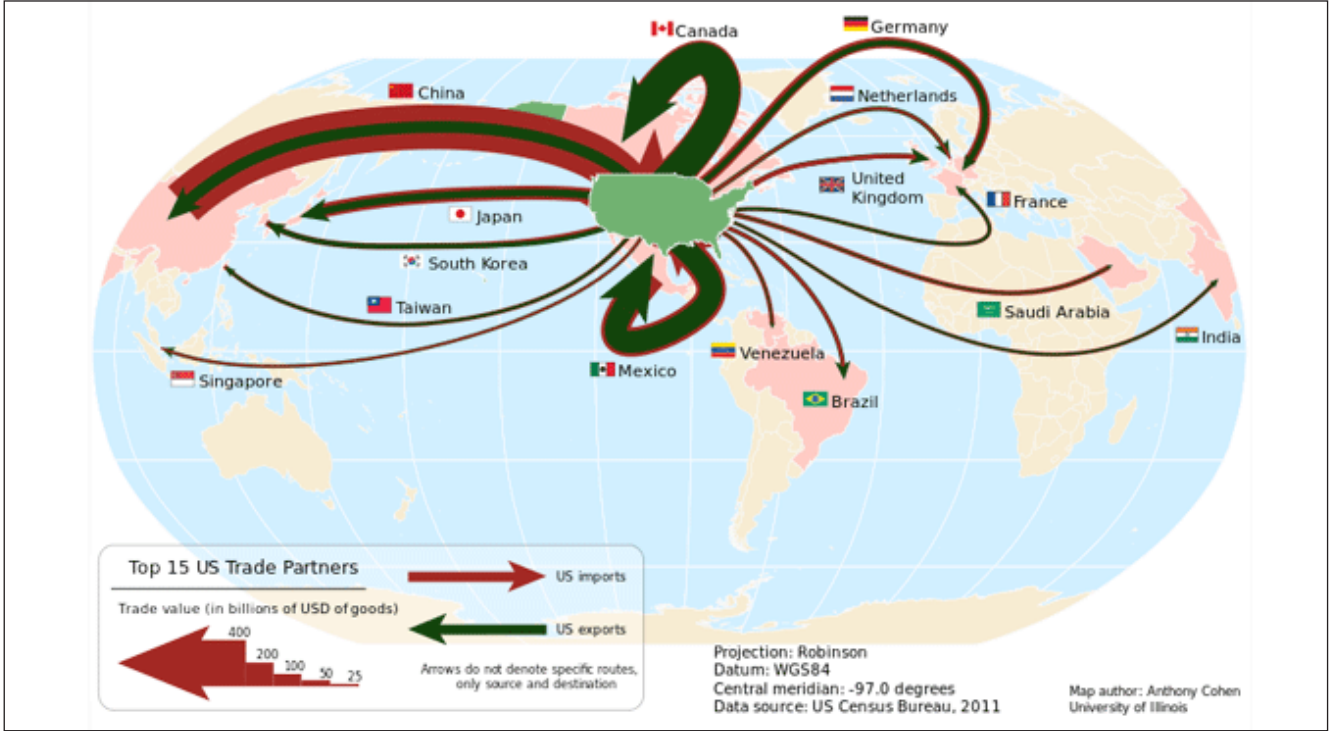 Canada
Germany
China
Netherlands
United
Kingdom
France
Japan
South Korea
Taiwan
Saudi Arabia
India
Venezuela
Singapore
Mexico
Brazil
Top 15 US Trade Partners
US imports
Trade value (in billions of USD of goods)
400
200
100
50
25
US exports
Arrows do not denote specific routes,
only source and destination
Projection: Robinson
Datum: WGS84
Central meridian: -97.0 degrees
Data source: US Census Bureau, 2011
Map author: Anthony Cohen
University of Illinois